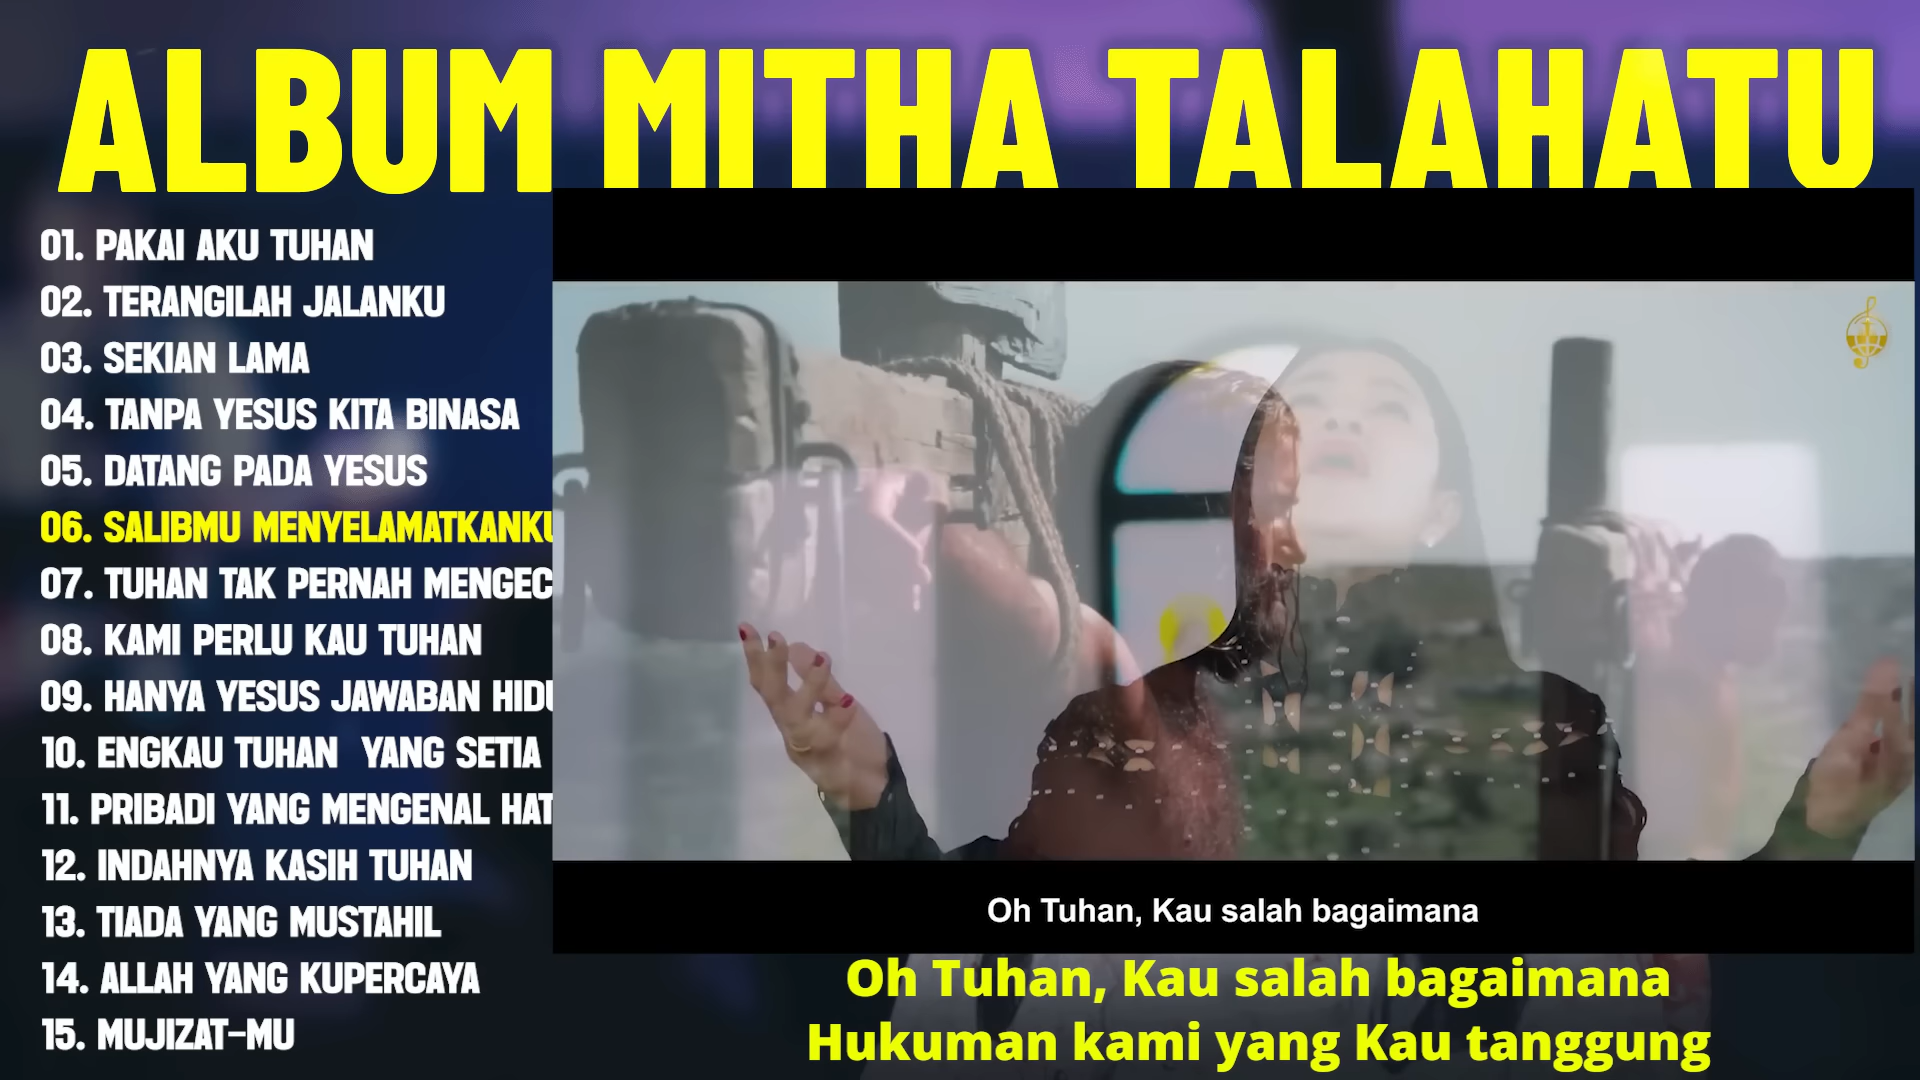 ALBUM MITHA TALAHATU
01. PAKAI AKU TUHAN
02. TERANGILAH JALANKU
03. SEKIAN LAMA
04. TANPA YESUS KITA BINASA
05. DATANG PADA YESUS
06. SALIBMU MENYELAMATKANKU
07. TUHAN TAK PERNAH MENGEC
08. KAMI PERLU KAU TUHAN
09. HANYA YESUS JAWABAN HIDU
10. ENGKAU TUHAN YANG SETIA
11. PRIBADI YANG MENGENAL HAT
12. INDAHNYA KASIH TUHAN
13. TIADA YANG MUSTAHIL
14. ALLAH YANG KUPERCAYA
15. MUJIZAT-MU
Oh Tuhan, Kau salah bagaimana
Oh Tuhan, Kau salah bagaimana
Hukuman kami yang Kau tanggung